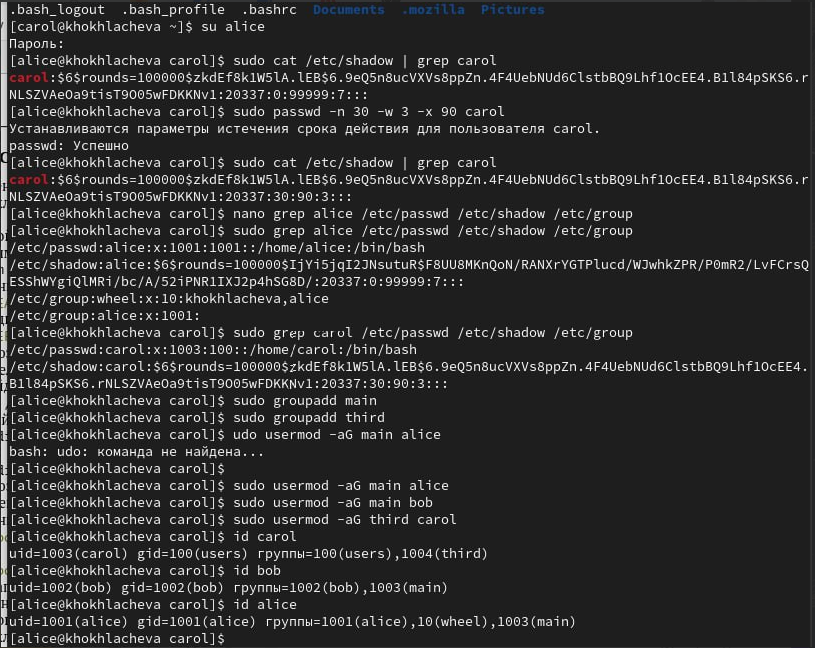 .bash_logout  .bash_profile  .bashrc  Documents  .mozilla  Pictures
[carol@khokhlacheva ~]$ su alice
Пароль:
[alice@khokhlacheva carol]$ sudo cat /etc/shadow | grep carol
carol:$6$rounds=100000$zkdEf8k1W5lA.lEB$6.9eQ5n8ucVXVs8ppZn.4F4UebNUd6ClstbBQ9Lhf1OcEE4.B1l84pSKS6.r
NLSZVAeOa9tisT9O05wFDKKNv1:20337:0:99999:7:::
[alice@khokhlacheva carol]$ sudo passwd -n 30 -w 3 -x 90 carol
Устанавливаются параметры истечения срока действия для пользователя carol.
passwd: Успешно
[alice@khokhlacheva carol]$ sudo cat /etc/shadow | grep carol
carol:$6$rounds=100000$zkdEf8k1W5lA.lEB$6.9eQ5n8ucVXVs8ppZn.4F4UebNUd6ClstbBQ9Lhf1OcEE4.B1l84pSKS6.r
NLSZVAeOa9tisT9O05wFDKKNv1:20337:30:90:3:::
[alice@khokhlacheva carol]$ nano grep alice /etc/passwd /etc/shadow /etc/group
[alice@khokhlacheva carol]$ sudo grep alice /etc/passwd /etc/shadow /etc/group
/etc/passwd:alice:x:1001:1001::/home/alice:/bin/bash
/etc/shadow:alice:$6$rounds=100000$IjYi5jqI2JNsutuR$F8UU8MKnQoN/RANXrYGTPlucd/WJwhkZPR/P0mR2/LvFCrsQ
ESShWYgiQlMRi/bc/A/52iPNR1IXJ2p4hSG8D/:20337:0:99999:7:::
/etc/group:wheel:x:10:khokhlacheva,alice
/etc/group:alice:x:1001:
[alice@khokhlacheva carol]$ sudo grep carol /etc/passwd /etc/shadow /etc/group
/etc/passwd:carol:x:1003:100::/home/carol:/bin/bash
/etc/shadow:carol:$6$rounds=100000$zkdEf8k1W5lA.lEB$6.9eQ5n8ucVXVs8ppZn.4F4UebNUd6ClstbBQ9Lhf1OcEE4.
B1l84pSKS6.rNLSZVAeOa9tisT9O05wFDKKNv1:20337:30:90:3:::
[alice@khokhlacheva carol]$ sudo groupadd main
[alice@khokhlacheva carol]$ sudo groupadd third
[alice@khokhlacheva carol]$ udo usermod -aG main alice
bash: udo: команда не найдена...
[alice@khokhlacheva carol]$
[alice@khokhlacheva carol]$ sudo usermod -aG main alice
[alice@khokhlacheva carol]$ sudo usermod -aG main bob
[alice@khokhlacheva carol]$ sudo usermod -aG third carol
[alice@khokhlacheva carol]$ id carol
uid=1003(carol) gid=100(users) группы=100(users),1004(third)
[alice@khokhlacheva carol]$ id bob
uid=1002(bob) gid=1002(bob) группы=1002(bob),1003(main)
[alice@khokhlacheva carol]$ id alice
uid=1001(alice) gid=1001(alice) группы=1001(alice),10(wheel),1003(main)
[alice@khokhlacheva carol]$